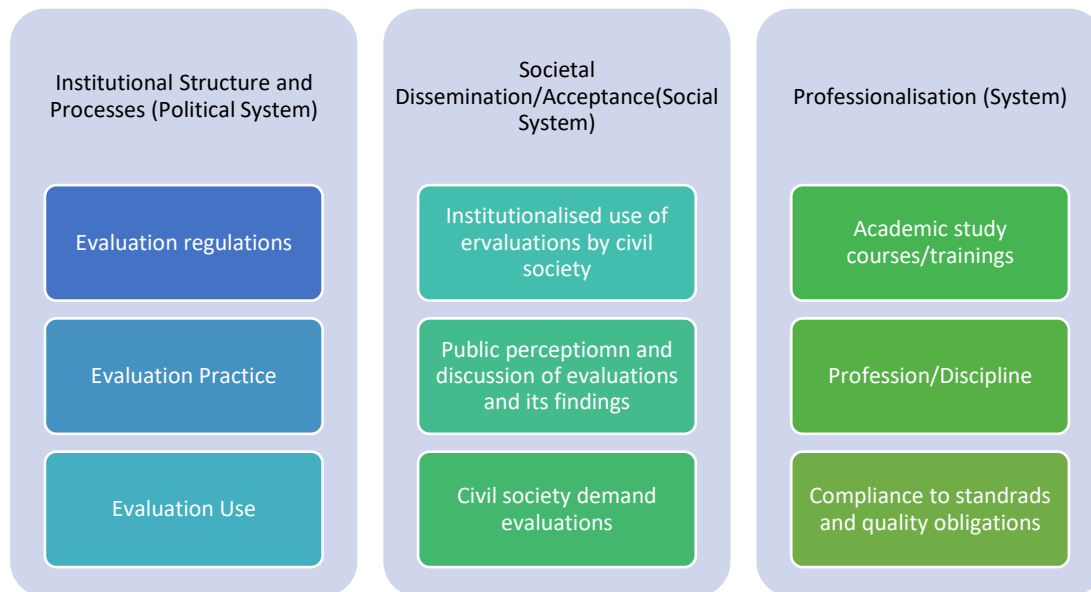 Institutional Structure and
Processes (Political System)
Evaluation regulations
Evaluation Practice
Evaluation Use
Societal
Dissemination/Acceptance(Social
System)
Institutionalised use of
ervaluations by civil
society
Public perceptiomn and
discussion of evaluations
and its findings
Civil society demand
evaluations
Professionalisation (System)
Academic study
courses/trainings
Profession/Discipline
Compliance to standrads
and quality obligations